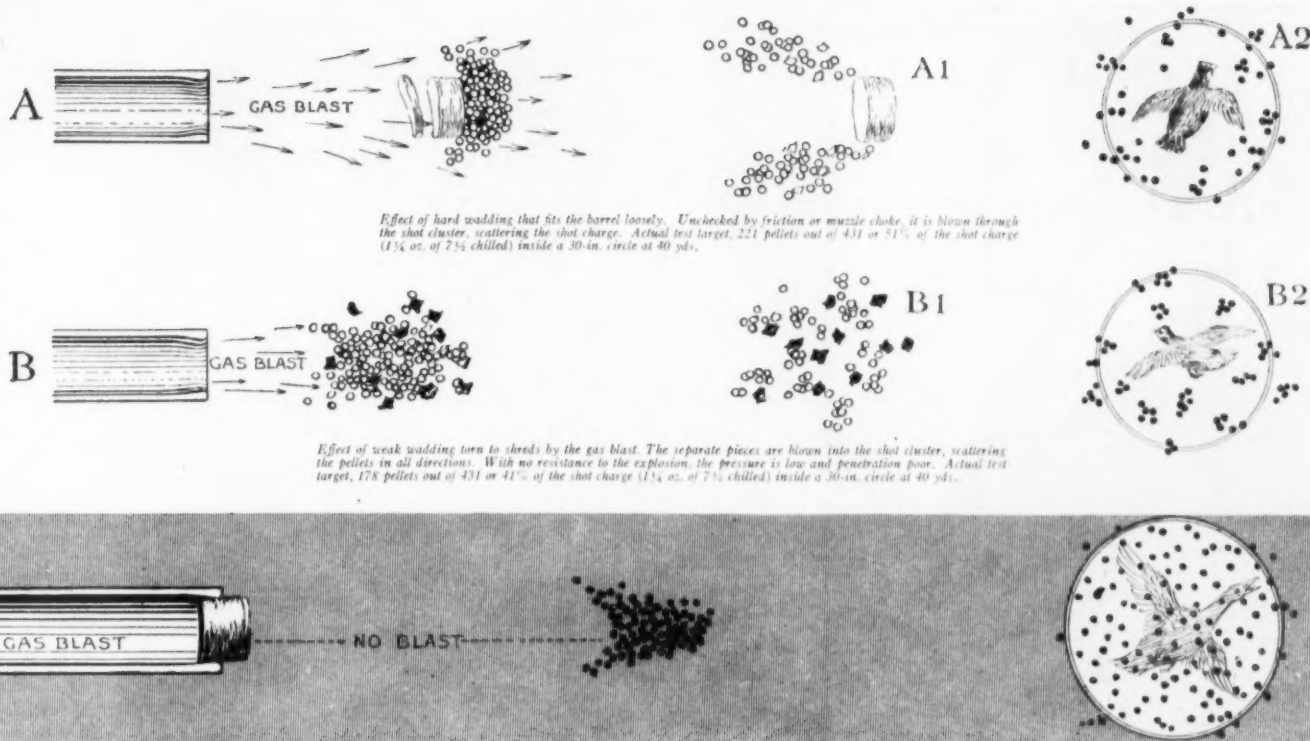 A
GAS BLAST
A1
A2
Effect of hard wadding that fits the barrel loosely. Unchecked by friction or muzzle choke, it is blown through
the shot cluster, scattering the shot charge. Actual test target, 221 pellets out of 431 or 51% of the shot charge
(1¼ oz. of 7½ chilled) inside a 30-in. circle at 40 yds.
B
GAS BLAST
B1
B2
Effect of weak wadding torn to shreds by the gas blast. The separate pieces are blown into the shot cluster, scattering
the pellets in all directions. With no resistance to the explosion, the pressure is low and penetration poor. Actual test
target, 178 pellets out of 431 or 41% of the shot charge (1¼ oz. of 7½ chilled) inside a 30-in. circle at 40 yds.
GAS BLAST
NO BLAST